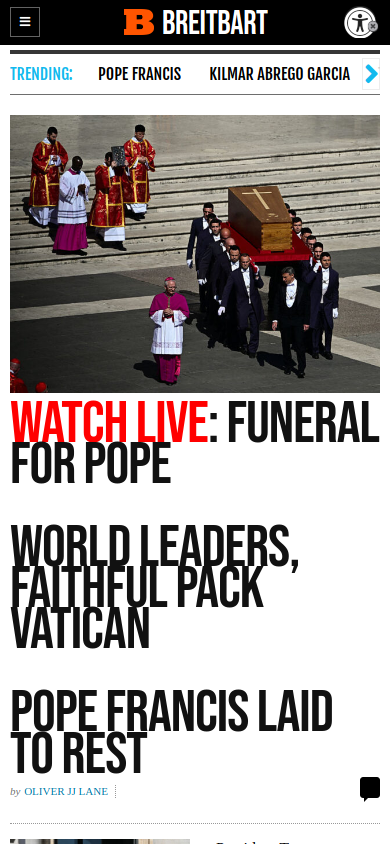 BREITBART
TRENDING:
POPE FRANCIS
KILMAR ABREGO GARCIA
WATCH LIVE: FUNERAL
FOR POPE
WORLD LEADERS,
FAITHFUL PACK
VATICAN
POPE FRANCIS LAID
TO REST
by OLIVER JJ LANE